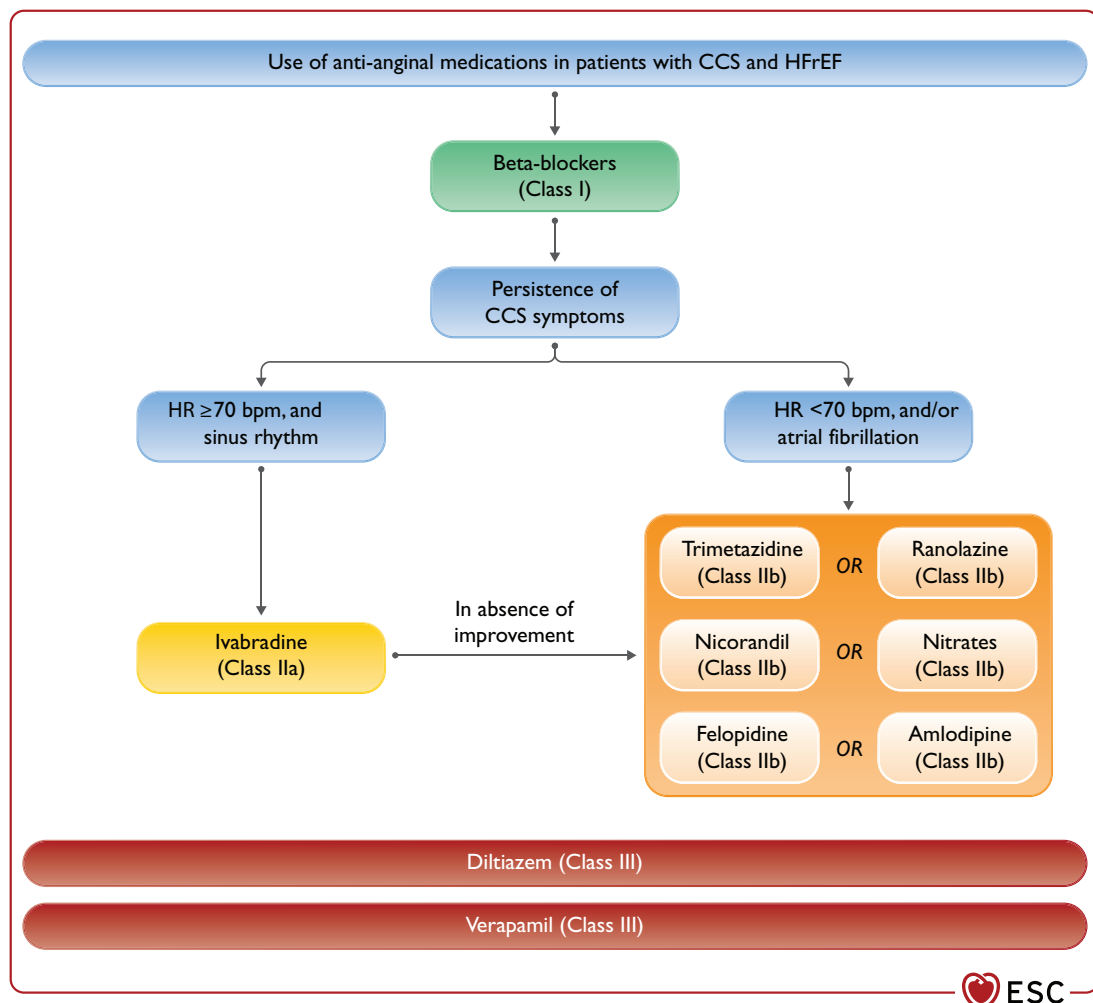 Use of anti-anginal medications in patients with CCS and HFrEF
Beta-blockers
(Class I)
Persistence of
CCS symptoms
HR ≥70 bpm, and
sinus rhythm
HR <70 bpm, and/or
atrial fibrillation
Trimetazidine
(Class IIb)
OR
Ranolazine
(Class IIb)
In absence of
improvement
Ivabradine
(Class IIa)
Nicorandil
(Class IIb)
OR
Nitrates
(Class IIb)
Felopidine
(Class IIb)
OR
Amlodipine
(Class IIb)
Diltiazem (Class III)
Verapamil (Class III)
ESC